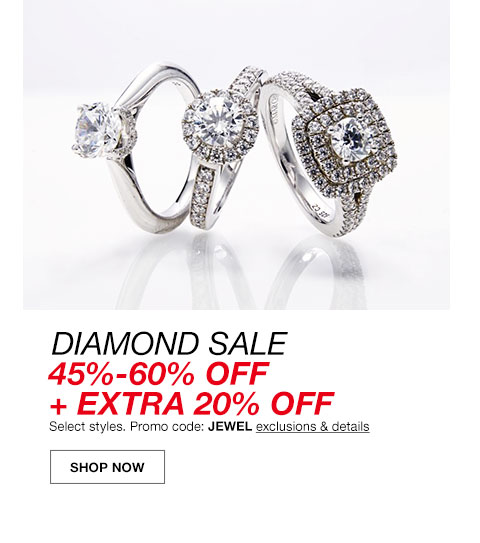 DIAMOND SALE
45%-60% OFF
+ EXTRA 20% OFF
Select styles. Promo code: JEWEL exclusions & details
SHOP NOW